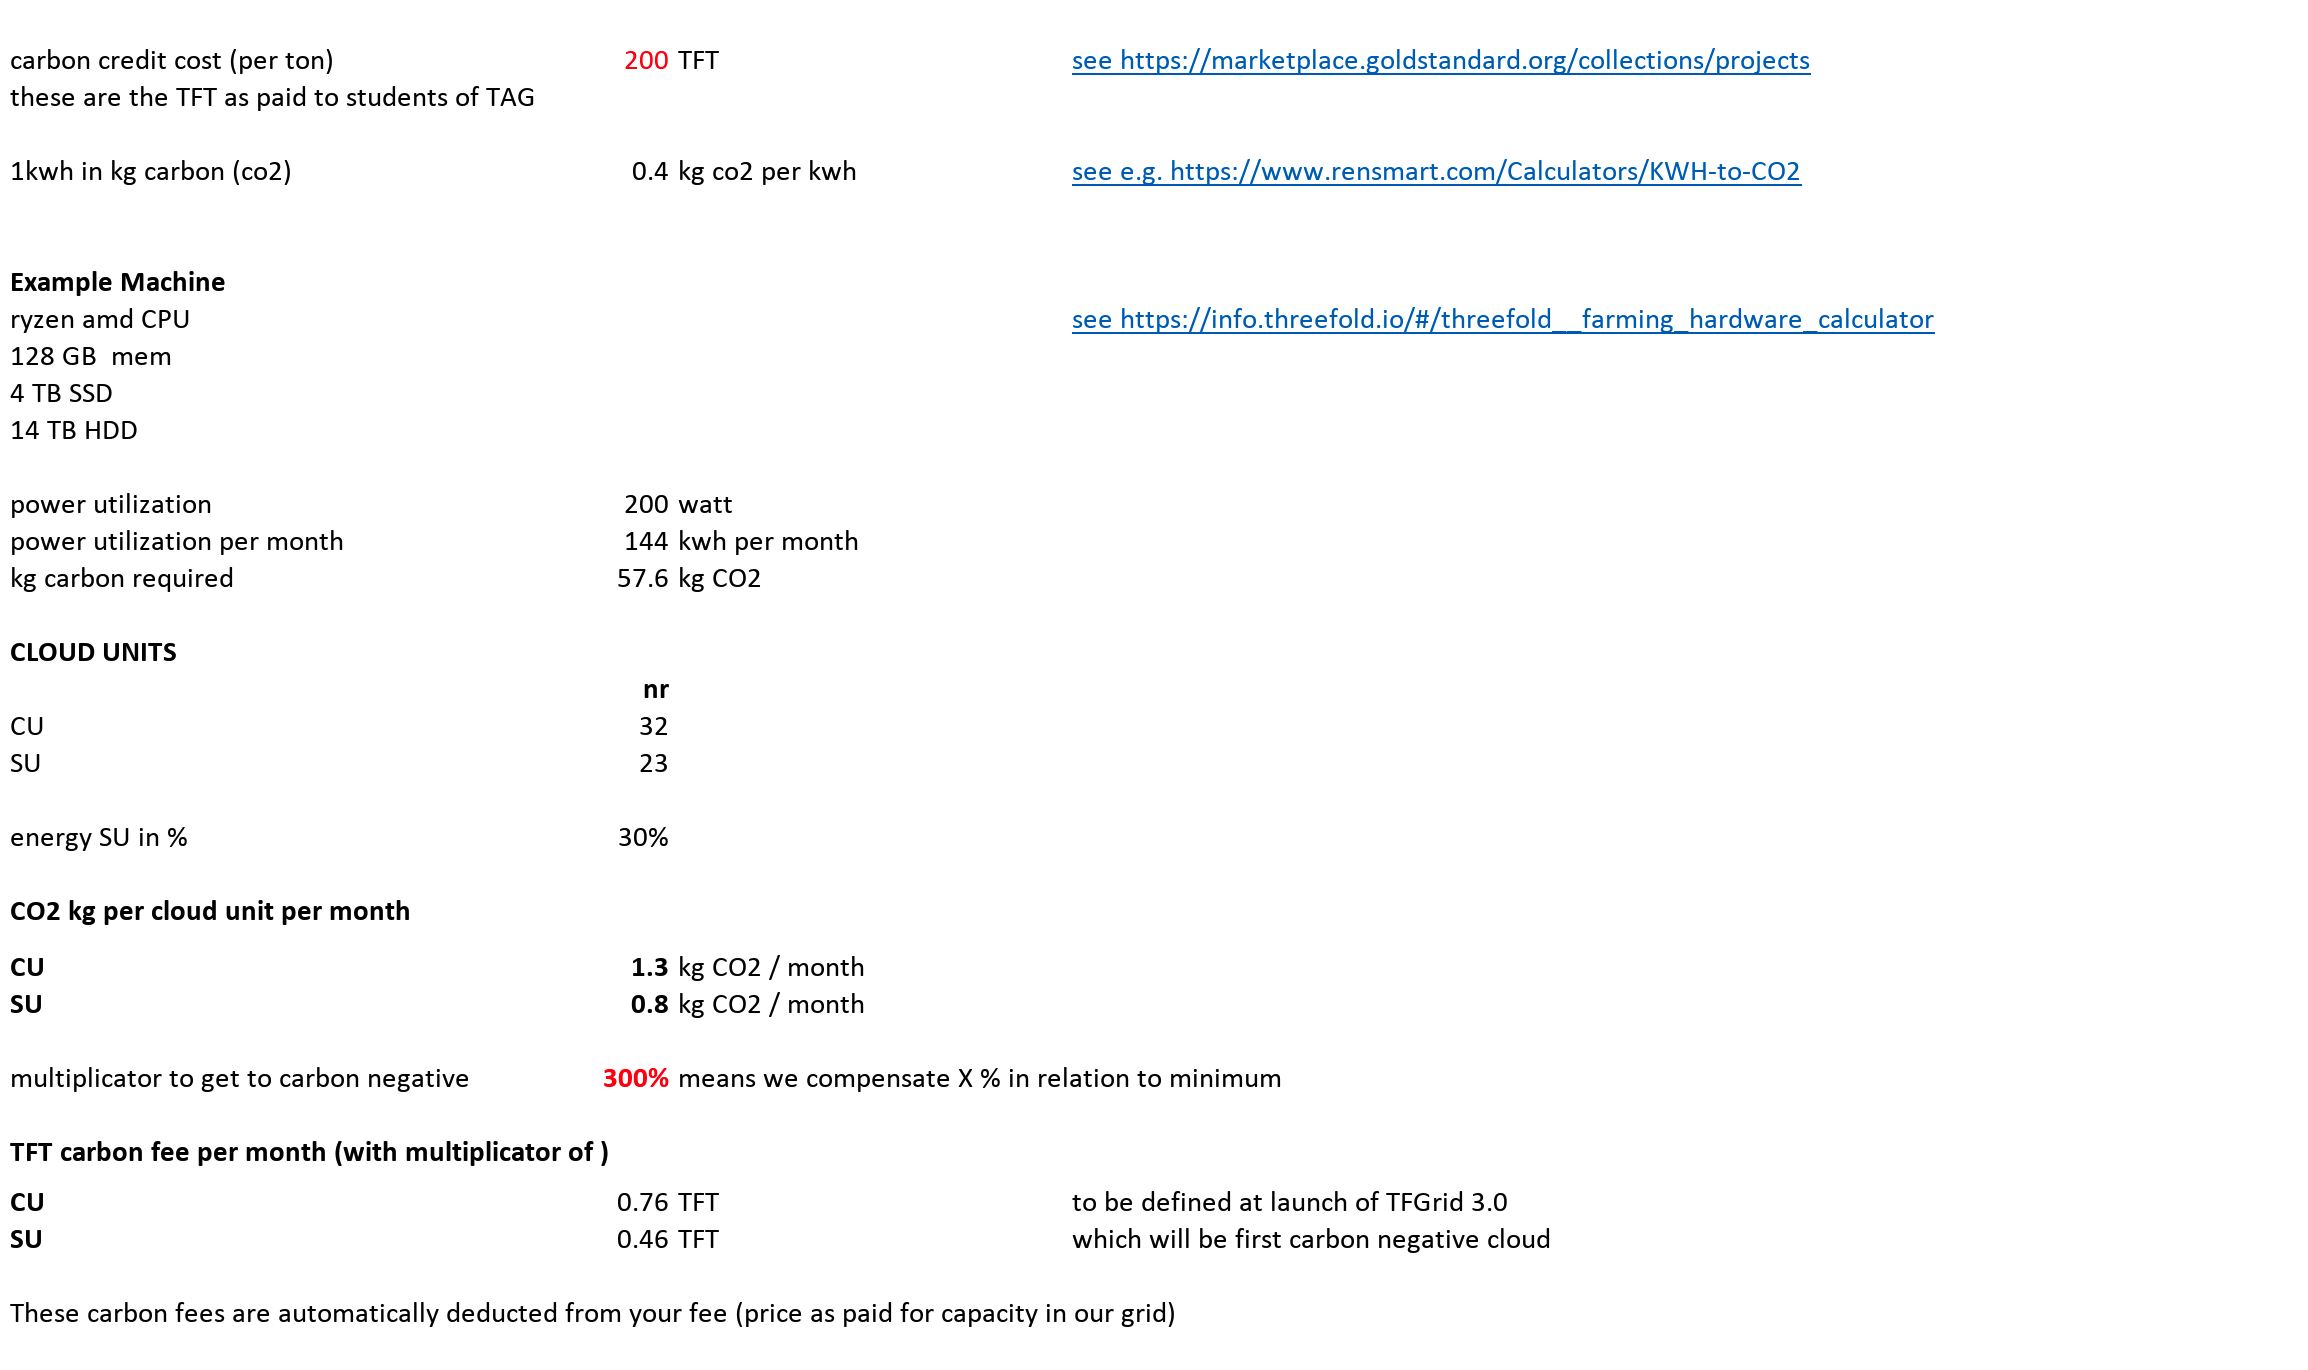 carbon credit cost (per ton) 200 TFT see https://marketplace.goldstandard.org/collections/projects
these are the TFT as paid to students of TAG
1kwh in kg carbon (co2) 0.4 kg co2 per kwh see e.g. https://www.rensmart.com/Calculators/KWH-to-CO2
Example Machine
ryzen amd CPU see https://info.threefold.io/#/threefold__farming_hardware_calculator
128 GB  mem
4 TB SSD
14 TB HDD
power utilization 200 watt
power utilization per month 144 kwh per month
kg carbon required 57.6 kg CO2
CLOUD UNITS
nr
CU 32
SU 23
energy SU in % 30%
CO2 kg per cloud unit per month
CU 1.3 kg CO2 / month
SU 0.8 kg CO2 / month
multiplicator to get to carbon negative 300% means we compensate X % in relation to minimum
TFT carbon fee per month (with multiplicator of )
CU 0.76 TFT to be defined at launch of TFGrid 3.0
SU 0.46 TFT which will be first carbon negative cloud
These carbon fees are automatically deducted from your fee (price as paid for capacity in our grid)